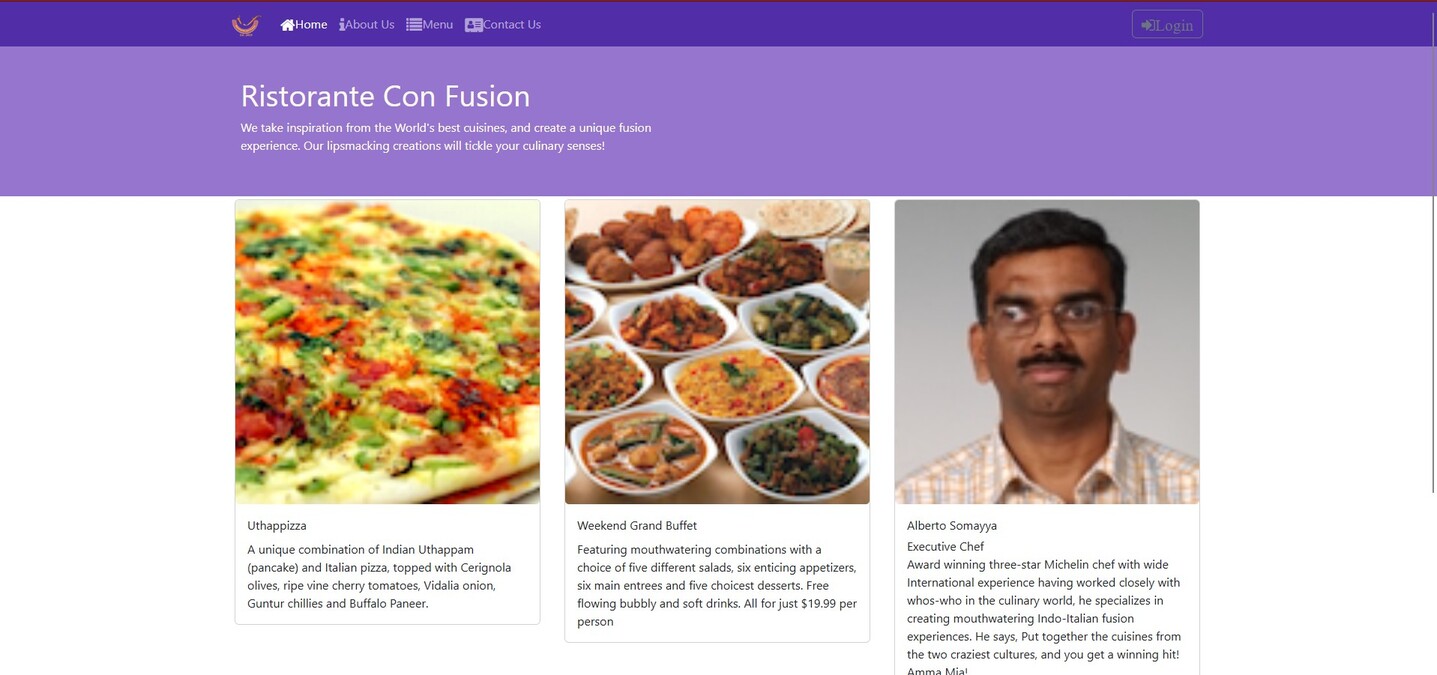 Home About Us Menu Contact Us Login
Ristorante Con Fusion
We take inspiration from the World's best cuisines, and create a unique fusion
experience. Our lipsmacking creations will tickle your culinary senses!
Uthappizza
A unique combination of Indian Uthappam
(pancake) and Italian pizza, topped with Cerignola
olives, ripe vine cherry tomatoes, Vidalia onion,
Guntur chillies and Buffalo Paneer.
Weekend Grand Buffet
Featuring mouthwatering combinations with a
choice of five different salads, six enticing appetizers,
six main entrees and five choicest desserts. Free
flowing bubbly and soft drinks. All for just $19.99 per
person
Alberto Somayya
Executive Chef
Award winning three-star Michelin chef with wide
International experience having worked closely with
whos-who in the culinary world, he specializes in
creating mouthwatering Indo-Italian fusion
experiences. He says, Put together the cuisines from
the two craziest cultures, and you get a winning hit!
Amma Mia!